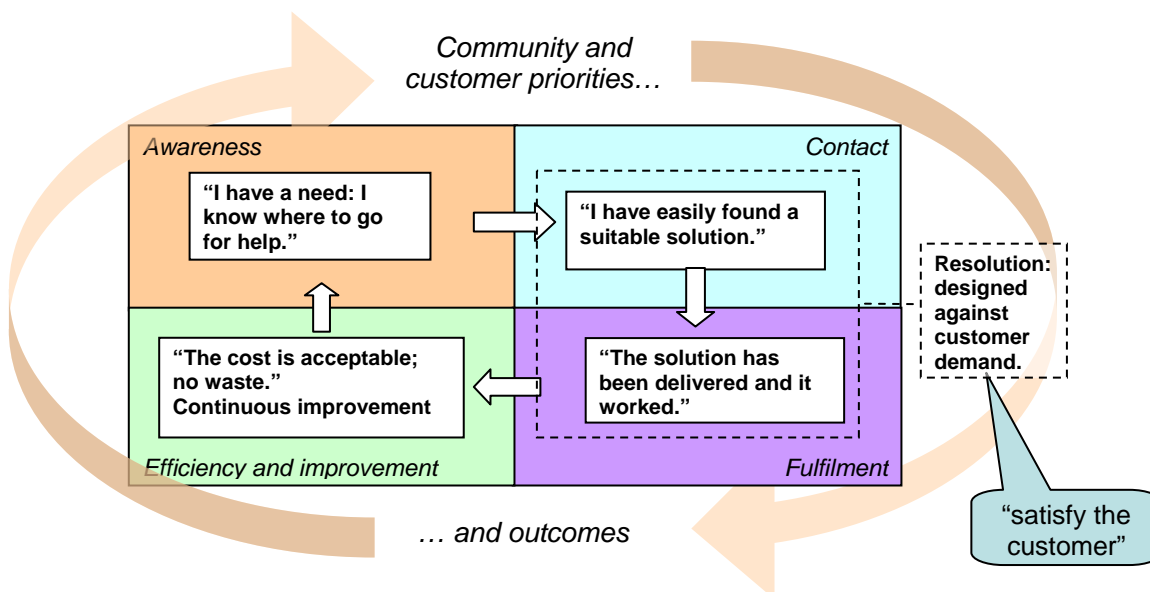 Community and
customer priorities…
Awareness
Contact
“I have a need: I
know where to go
for help.”
“I have easily found a
suitable solution.”
Resolution:
designed
against
customer
demand.
“The cost is acceptable;
no waste.”
Continuous improvement
“The solution has
been delivered and it
worked.”
Efficiency and improvement
Fulfilment
“satisfy the
customer”
… and outcomes